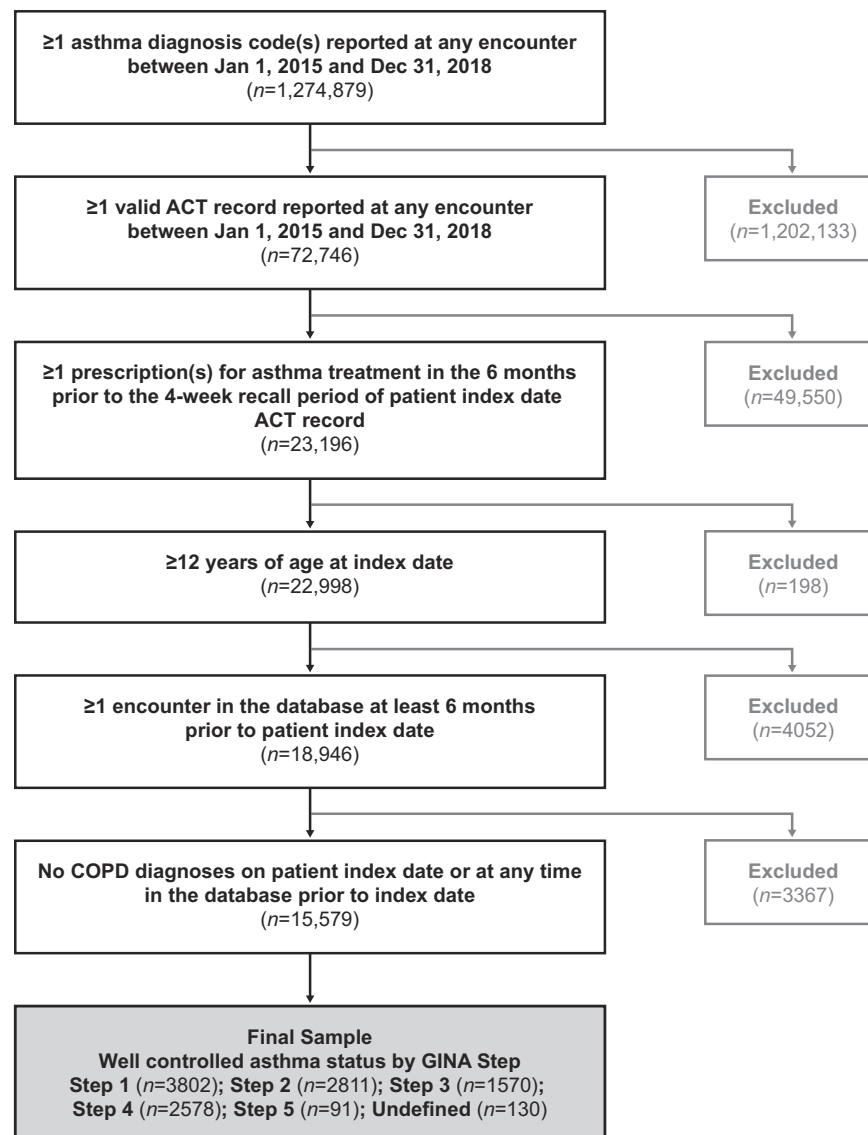 ≥1 asthma diagnosis code(s) reported at any encounter
between Jan 1, 2015 and Dec 31, 2018
(n=1,274,879)
≥1 valid ACT record reported at any encounter
between Jan 1, 2015 and Dec 31, 2018
(n=72,746)
Excluded
(n=1,202,133)
≥1 prescription(s) for asthma treatment in the 6 months
prior to the 4-week recall period of patient index date
ACT record
(n=23,196)
Excluded
(n=49,550)
≥12 years of age at index date
(n=22,998)
Excluded
(n=198)
≥1 encounter in the database at least 6 months
prior to patient index date
(n=18,946)
Excluded
(n=4052)
No COPD diagnoses on patient index date or at any time
in the database prior to index date
(n=15,579)
Excluded
(n=3367)
Final Sample
Well controlled asthma status by GINA Step
Step 1 (n=3802); Step 2 (n=2811); Step 3 (n=1570);
Step 4 (n=2578); Step 5 (n=91); Undefined (n=130)